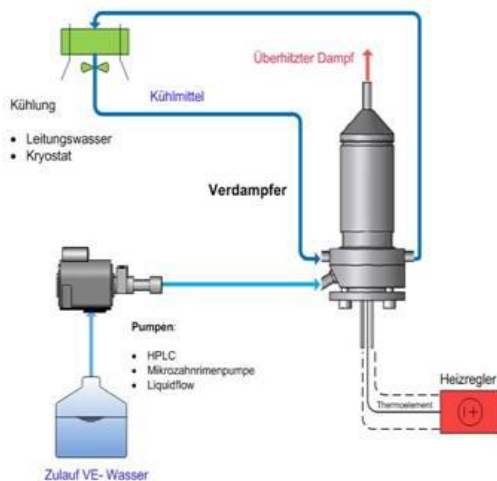 Überhitzter Dampf
Kühlung
Kühlmittel
• Leitungswasser
• Kryostat
Verdampfer
Pumpen:
• HPLC
• Mikrozahnrimenpumpe
• Liquidflow
Heizregler
Thermoelement
Zulauf VE- Wasser